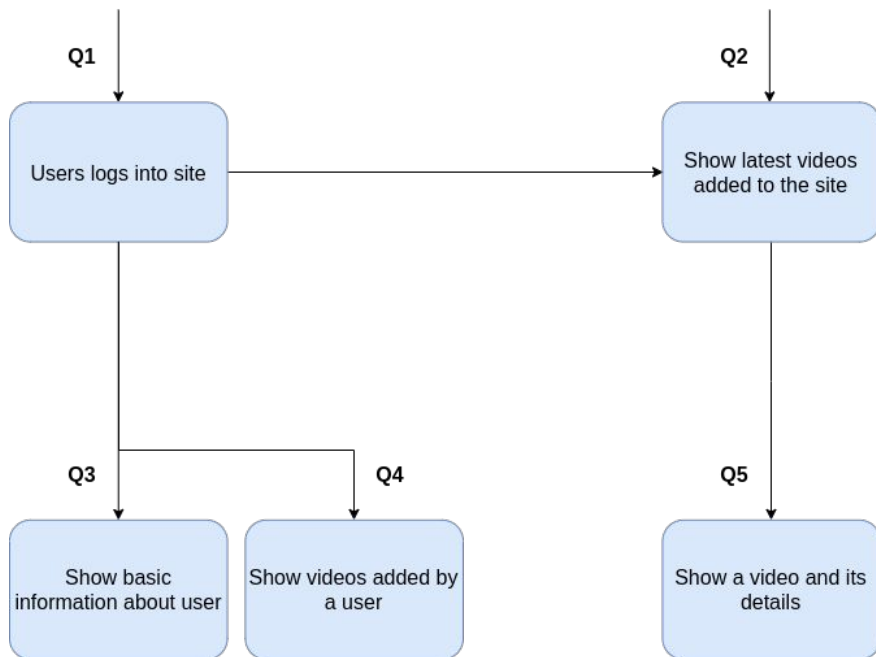 Q1
Q2
Users logs into site
Show latest videos
added to the site
Q3
Q4
Q5
Show basic
information about user
Show videos added by
a user
Show a video and its
details